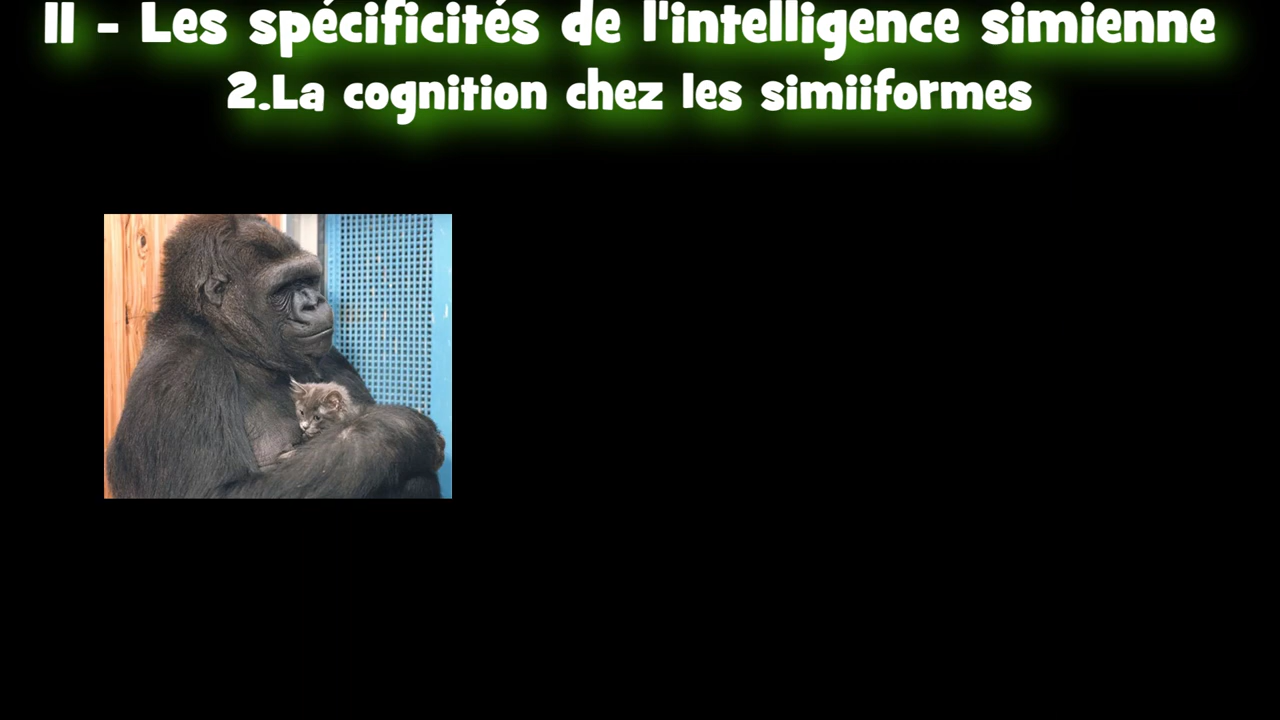 II - Les spécificités de l'intelligence simienne
2.La cognition chez les simiiformes